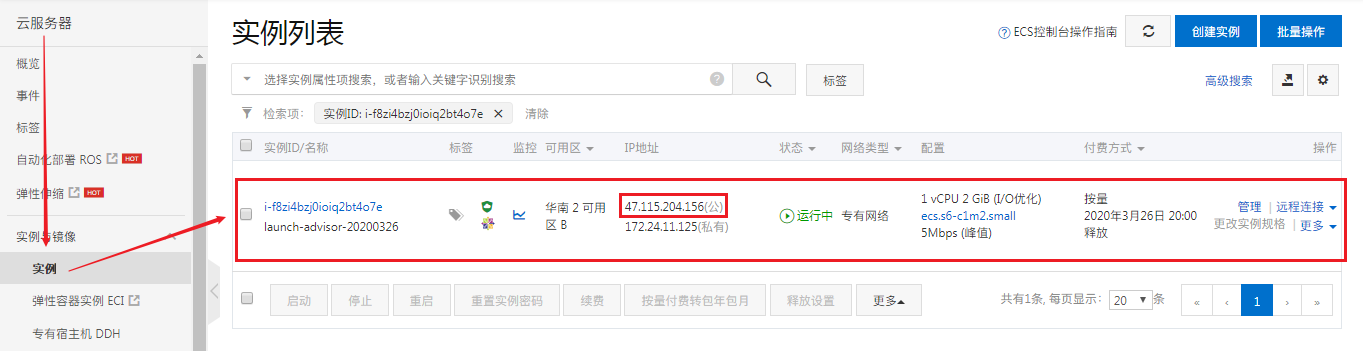 云服务器
概览
事件
标签
自动化部署 ROS HOT
弹性伸缩 HOT
实例与镜像
实例
弹性容器实例 ECI
专有宿主机 DDH
实例列表
?ECS控制台操作指南 创建实例 批量操作
选择实例属性项搜索，或者输入关键字识别搜索 ? 标签 高级搜索
检索项： 实例ID: i-f8zi4bzj0ioiq2bt4o7e × 清除
实例ID/名称 标签 监控 可用区 IP地址 状态 网络类型 配置 付费方式 操作
i-f8zi4bzj0ioiq2bt4o7e
launch-advisor-20200326
华南 2 可用
区 B
47.115.204.156(公)
172.24.11.125(私有)
运行中
专有网络
1 vCPU 2 GiB (I/O优化)
ecs.s6-c1m2.small
5Mbps (峰值)
按量
2020年3月26日 20:00
释放
管理 | 远程连接
更改实例规格 | 更多
启动 停止 重启 重置实例密码 续费 按量付费转包年包月 释放设置 更多 共有1条, 每页显示： 20 条 « ‹ 1 › »